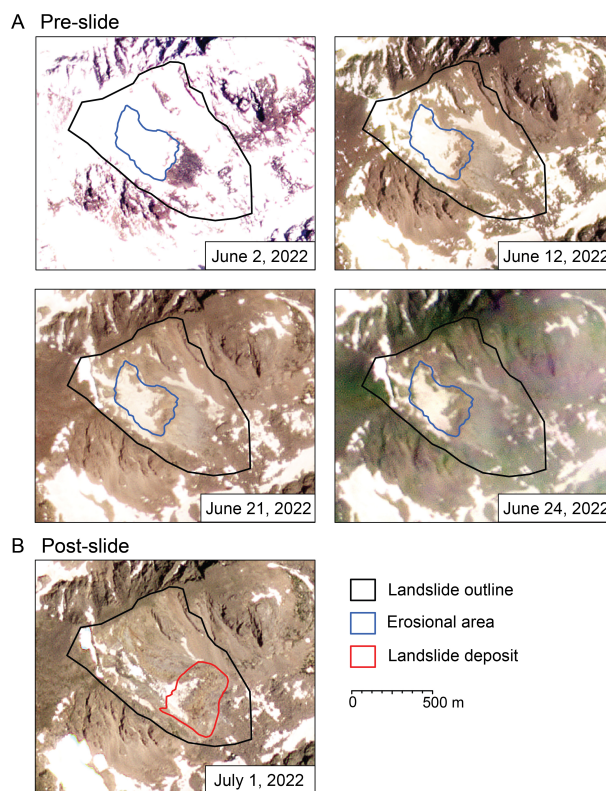 A Pre-slide
June 2, 2022
June 12, 2022
June 21, 2022
June 24, 2022
B Post-slide
July 1, 2022
Landslide outline
Erosional area
Landslide deposit
0 500 m